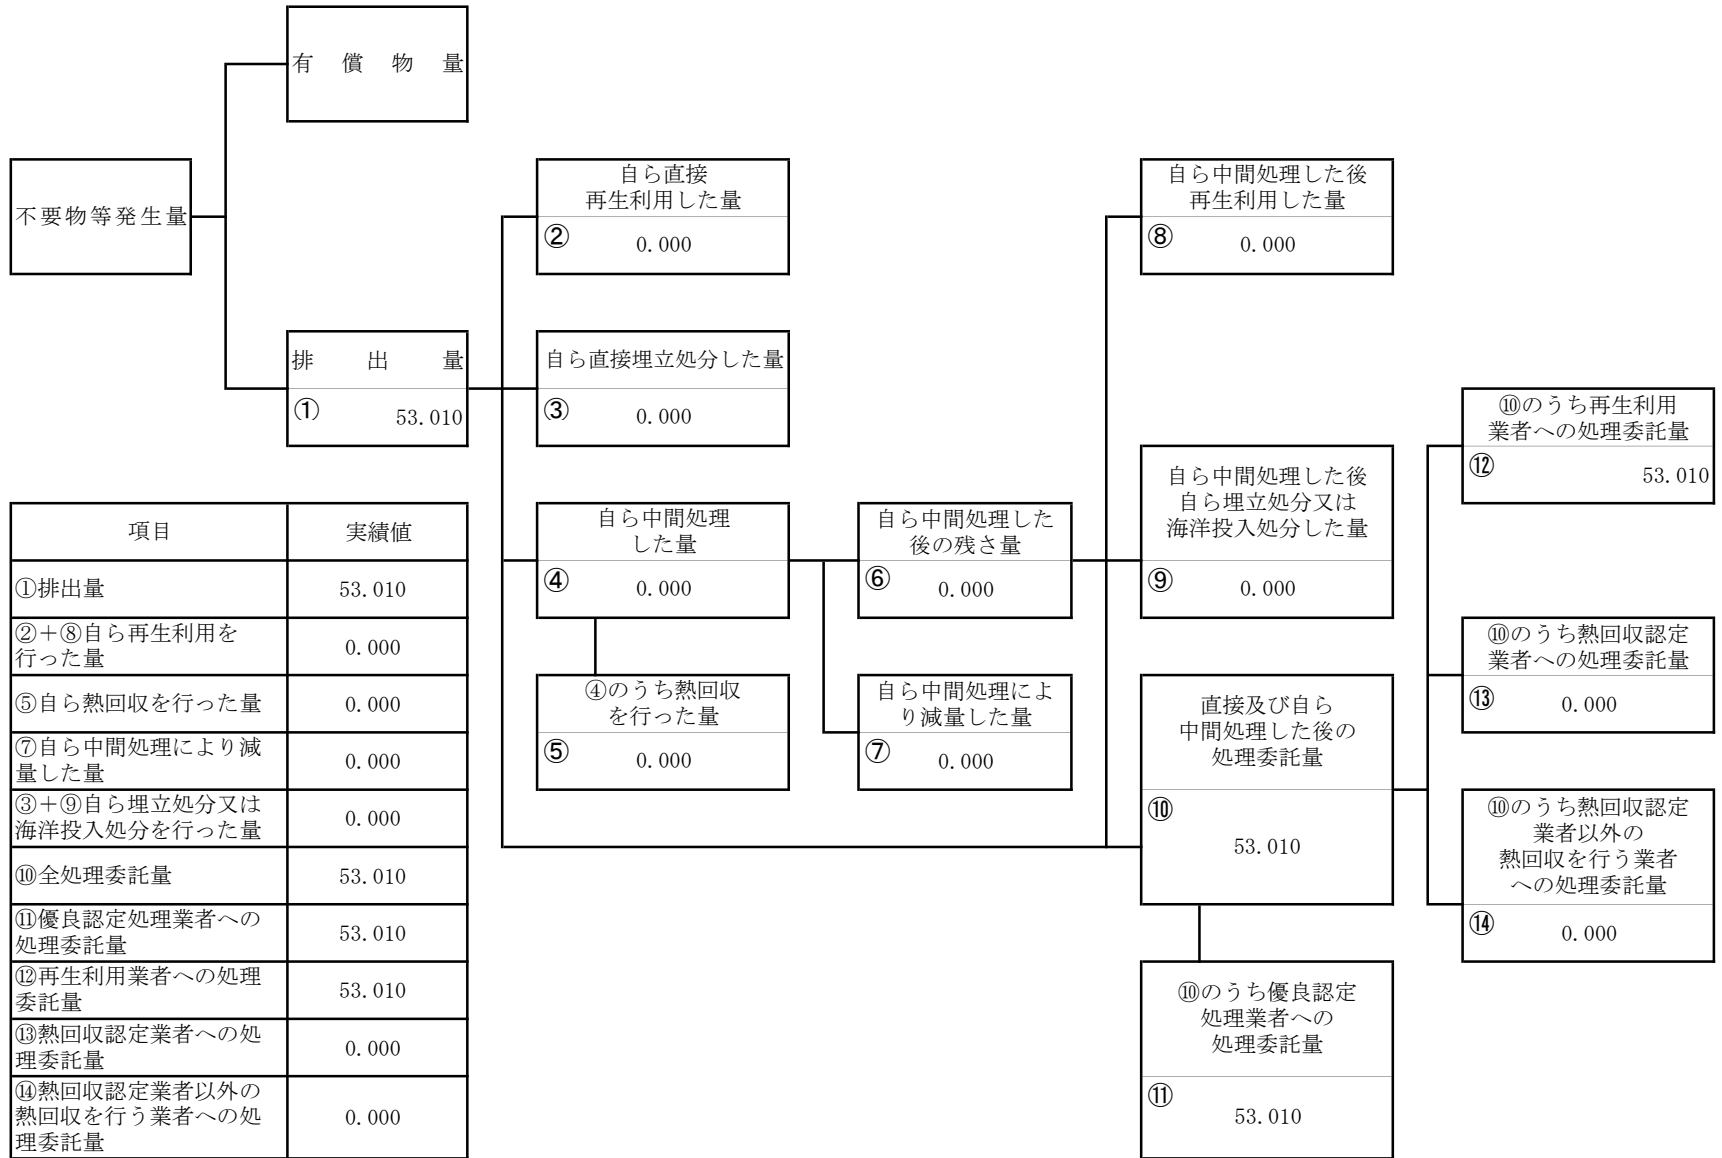 有償物量
不要物等発生量
排出量
① 53.010
自ら直接
再生利用した量
② 0.000
自ら直接埋立処分した量
③ 0.000
自ら中間処理
した量
④ 0.000
④のうち熱回収
を行った量
⑤ 0.000
自ら中間処理した
後の残さ量
⑥ 0.000
自ら中間処理によ
り減量した量
⑦ 0.000
自ら中間処理した後
再生利用した量
⑧ 0.000
自ら中間処理した後
自ら埋立処分又は
海洋投入処分した量
⑨ 0.000
直接及び自ら
中間処理した後の
処理委託量
⑩
53.010
⑩のうち優良認定
処理業者への
処理委託量
⑪
53.010
⑩のうち再生利用
業者への処理委託量
⑫ 53.010
⑩のうち熱回収認定
業者への処理委託量
⑬ 0.000
⑩のうち熱回収認定
業者以外の
熱回収を行う業者
への処理委託量
⑭ 0.000
項目 実績値
①排出量 53.010
②＋⑧自ら再生利用を
行った量 0.000
⑤自ら熱回収を行った量 0.000
⑦自ら中間処理により減
量した量 0.000
③＋⑨自ら埋立処分又は
海洋投入処分を行った量 0.000
⑩全処理委託量 53.010
⑪優良認定処理業者への
処理委託量 53.010
⑫再生利用業者への処理
委託量 53.010
⑬熱回収認定業者への処
理委託量 0.000
⑭熱回収認定業者以外の
熱回収を行う業者への処
理委託量 0.000